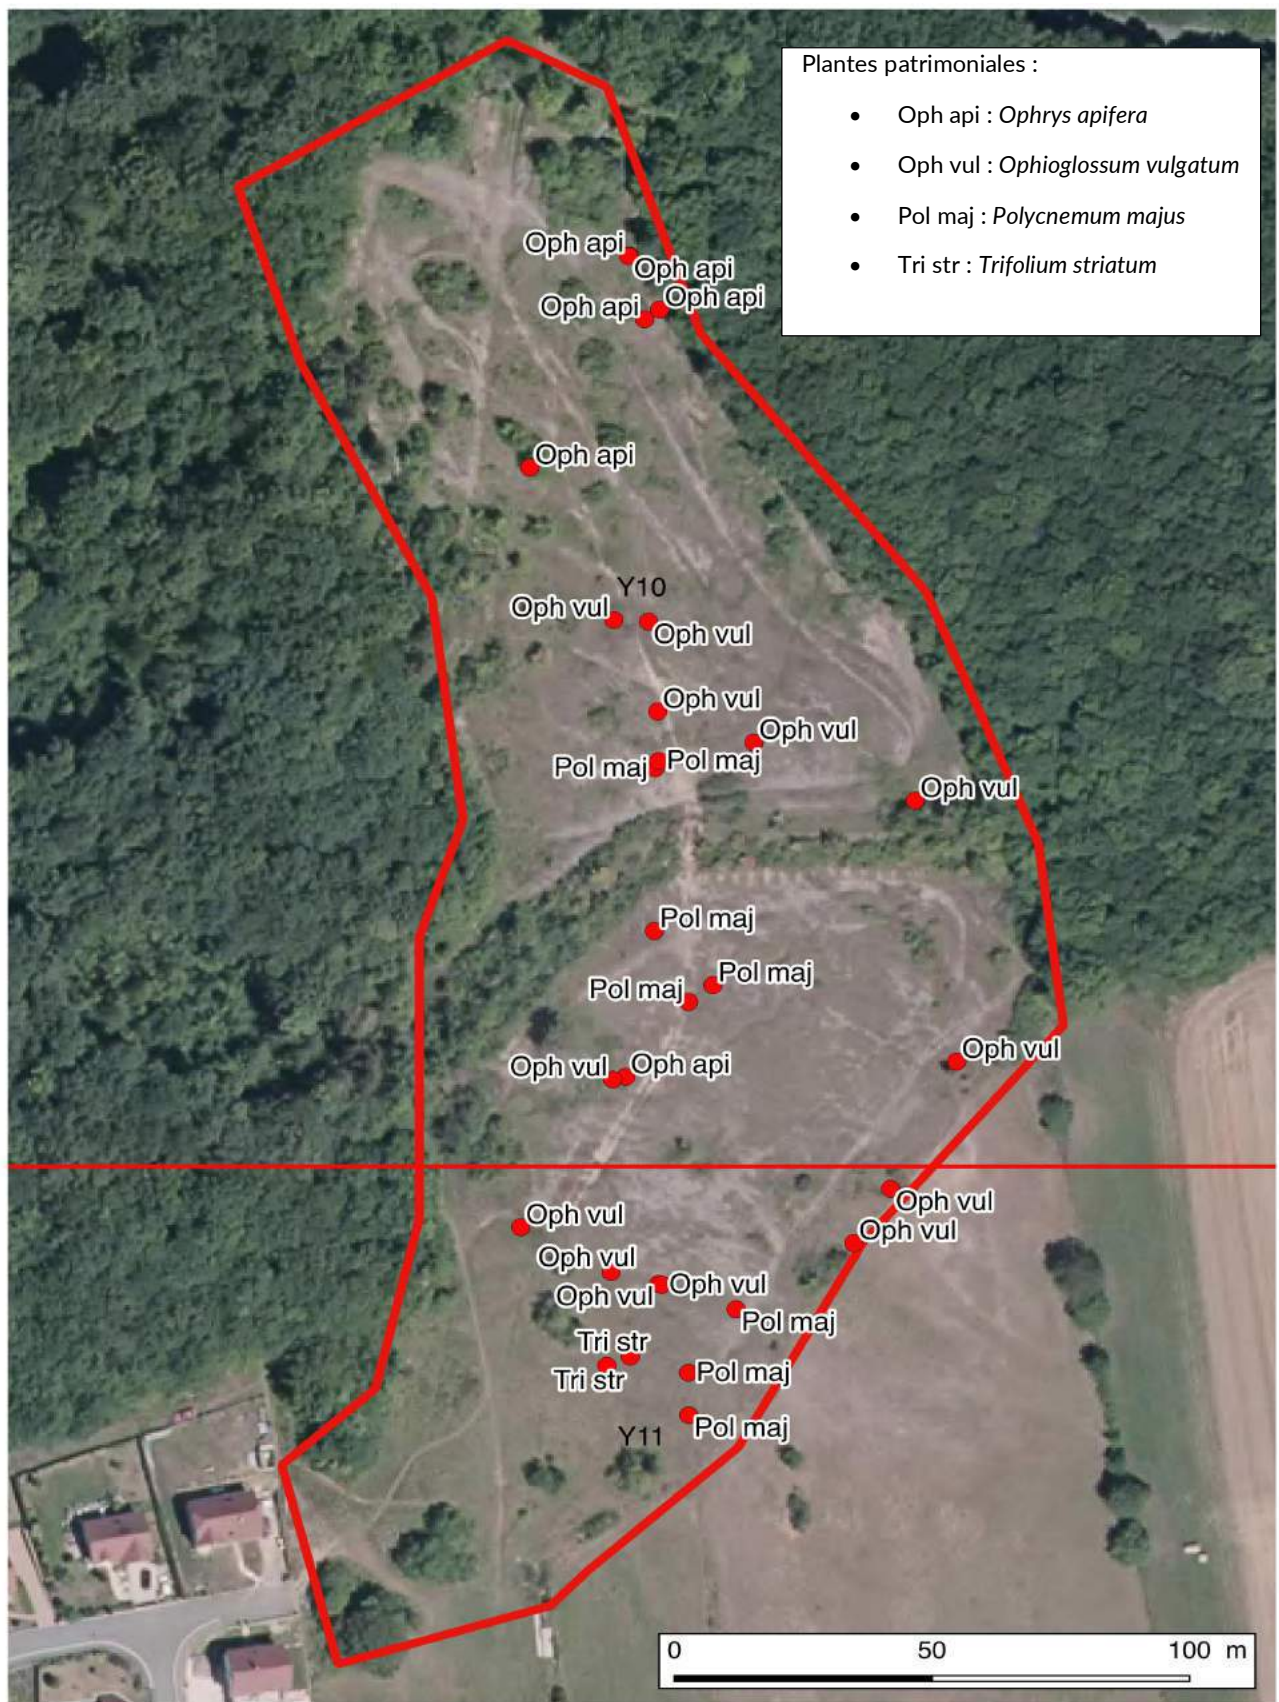 Plantes patrimoniales :
• Oph api : Ophrys apifera
• Oph vul : Ophioglossum vulgatum
• Pol maj : Polycnemum majus
• Tri str : Trifolium striatum
Oph api
Oph api
Oph api
Oph api
Oph api
Y10
Oph vul
Oph vul
Oph vul
Oph vul
Pol maj
Pol maj
Oph vul
Pol maj
Pol maj
Pol maj
Oph vul
Oph vul
Oph api
Oph vul
Oph vul
Oph vul
Oph vul
Oph vul
Oph vul
Pol maj
Tri str
Tri str
Pol maj
Pol maj
Y11
0 50 100 m